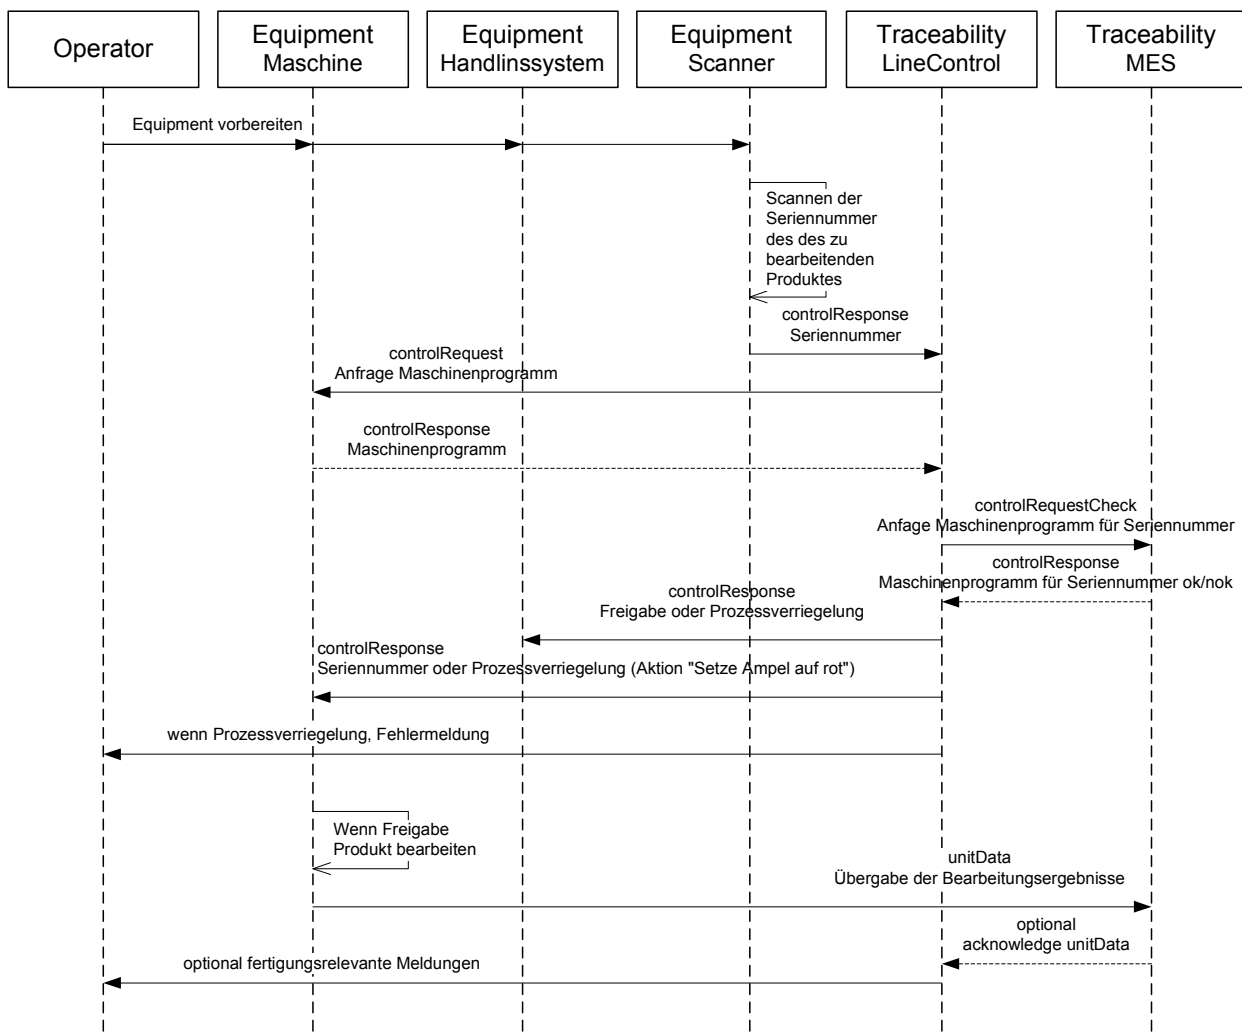 Operator
Equipment
Maschine
Equipment
Handlinssystem
Equipment
Scanner
Traceability
LineControl
Traceability
MES
Equipment vorbereiten
Scannen der
Seriennummer
des des zu
bearbeitenden
Produktes
controlResponse
Seriennummer
controlRequest
Anfrage Maschinenprogramm
controlResponse
Maschinenprogramm
controlRequestCheck
Anfage Maschinenprogramm für Seriennummer
controlResponse
Maschinenprogramm für Seriennummer ok/nok
controlResponse
Freigabe oder Prozessverriegelung
controlResponse
Seriennummer oder Prozessverriegelung (Aktion "Setze Ampel auf rot")
wenn Prozessverriegelung, Fehlermeldung
Wenn Freigabe
Produkt bearbeiten
unitData
Übergabe der Bearbeitungsergebnisse
optional
acknowledge unitData
optional fertigungsrelevante Meldungen